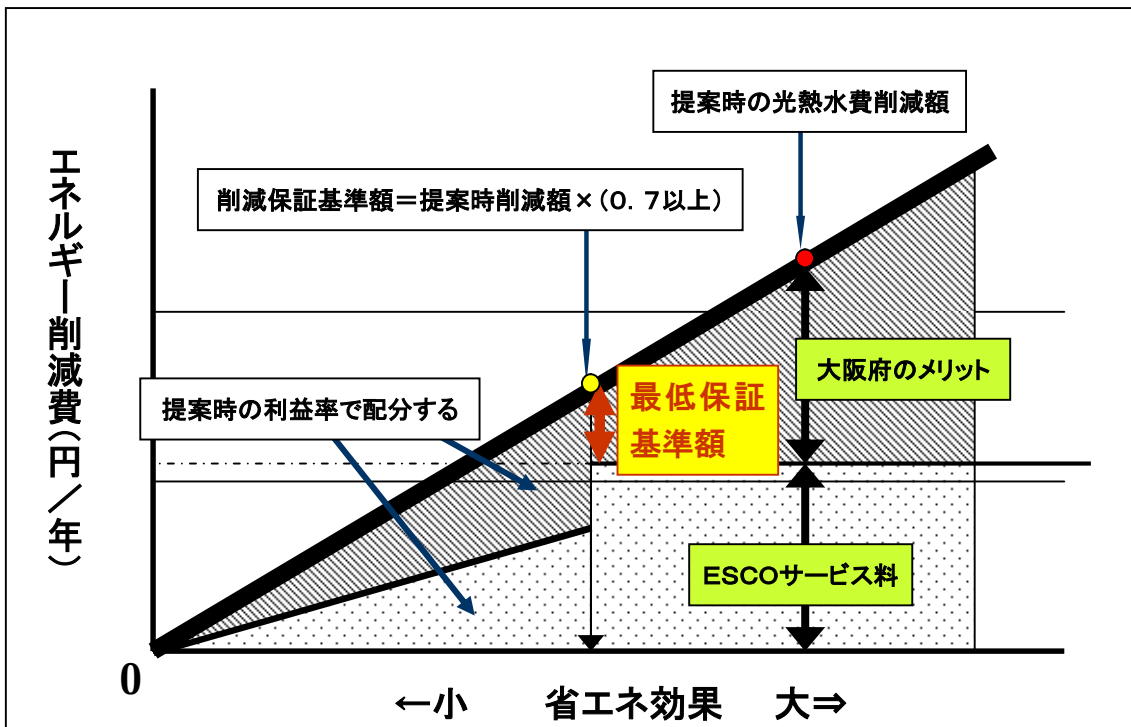 提案時の光熱水費削減額
削減保証基準額＝提案時削減額×（０．７以上）
エネルギー削減費（円／年）
大阪府のメリット
提案時の利益率で配分する
最低保証
基準額
ESCOサービス料
0
←小　省エネ効果　大⇒